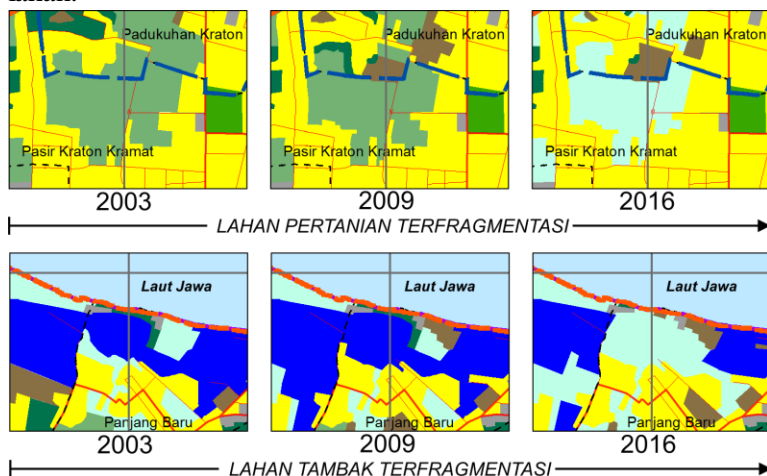 Padukuhan Kraton
Pasir Kraton Kramat
Padukuhan Kraton
Pasir Kraton Kramat
Padukuhan Kraton
Pasir Kraton Kramat
2003
2009
2016
LAHAN PERTANIAN TERFRAGMENTASI
Laut Jawa
Panjang Baru
Laut Jawa
Panjang Baru
Laut Jawa
Panjang Baru
2003
2009
2016
LAHAN TAMBAK TERFRAGMENTASI